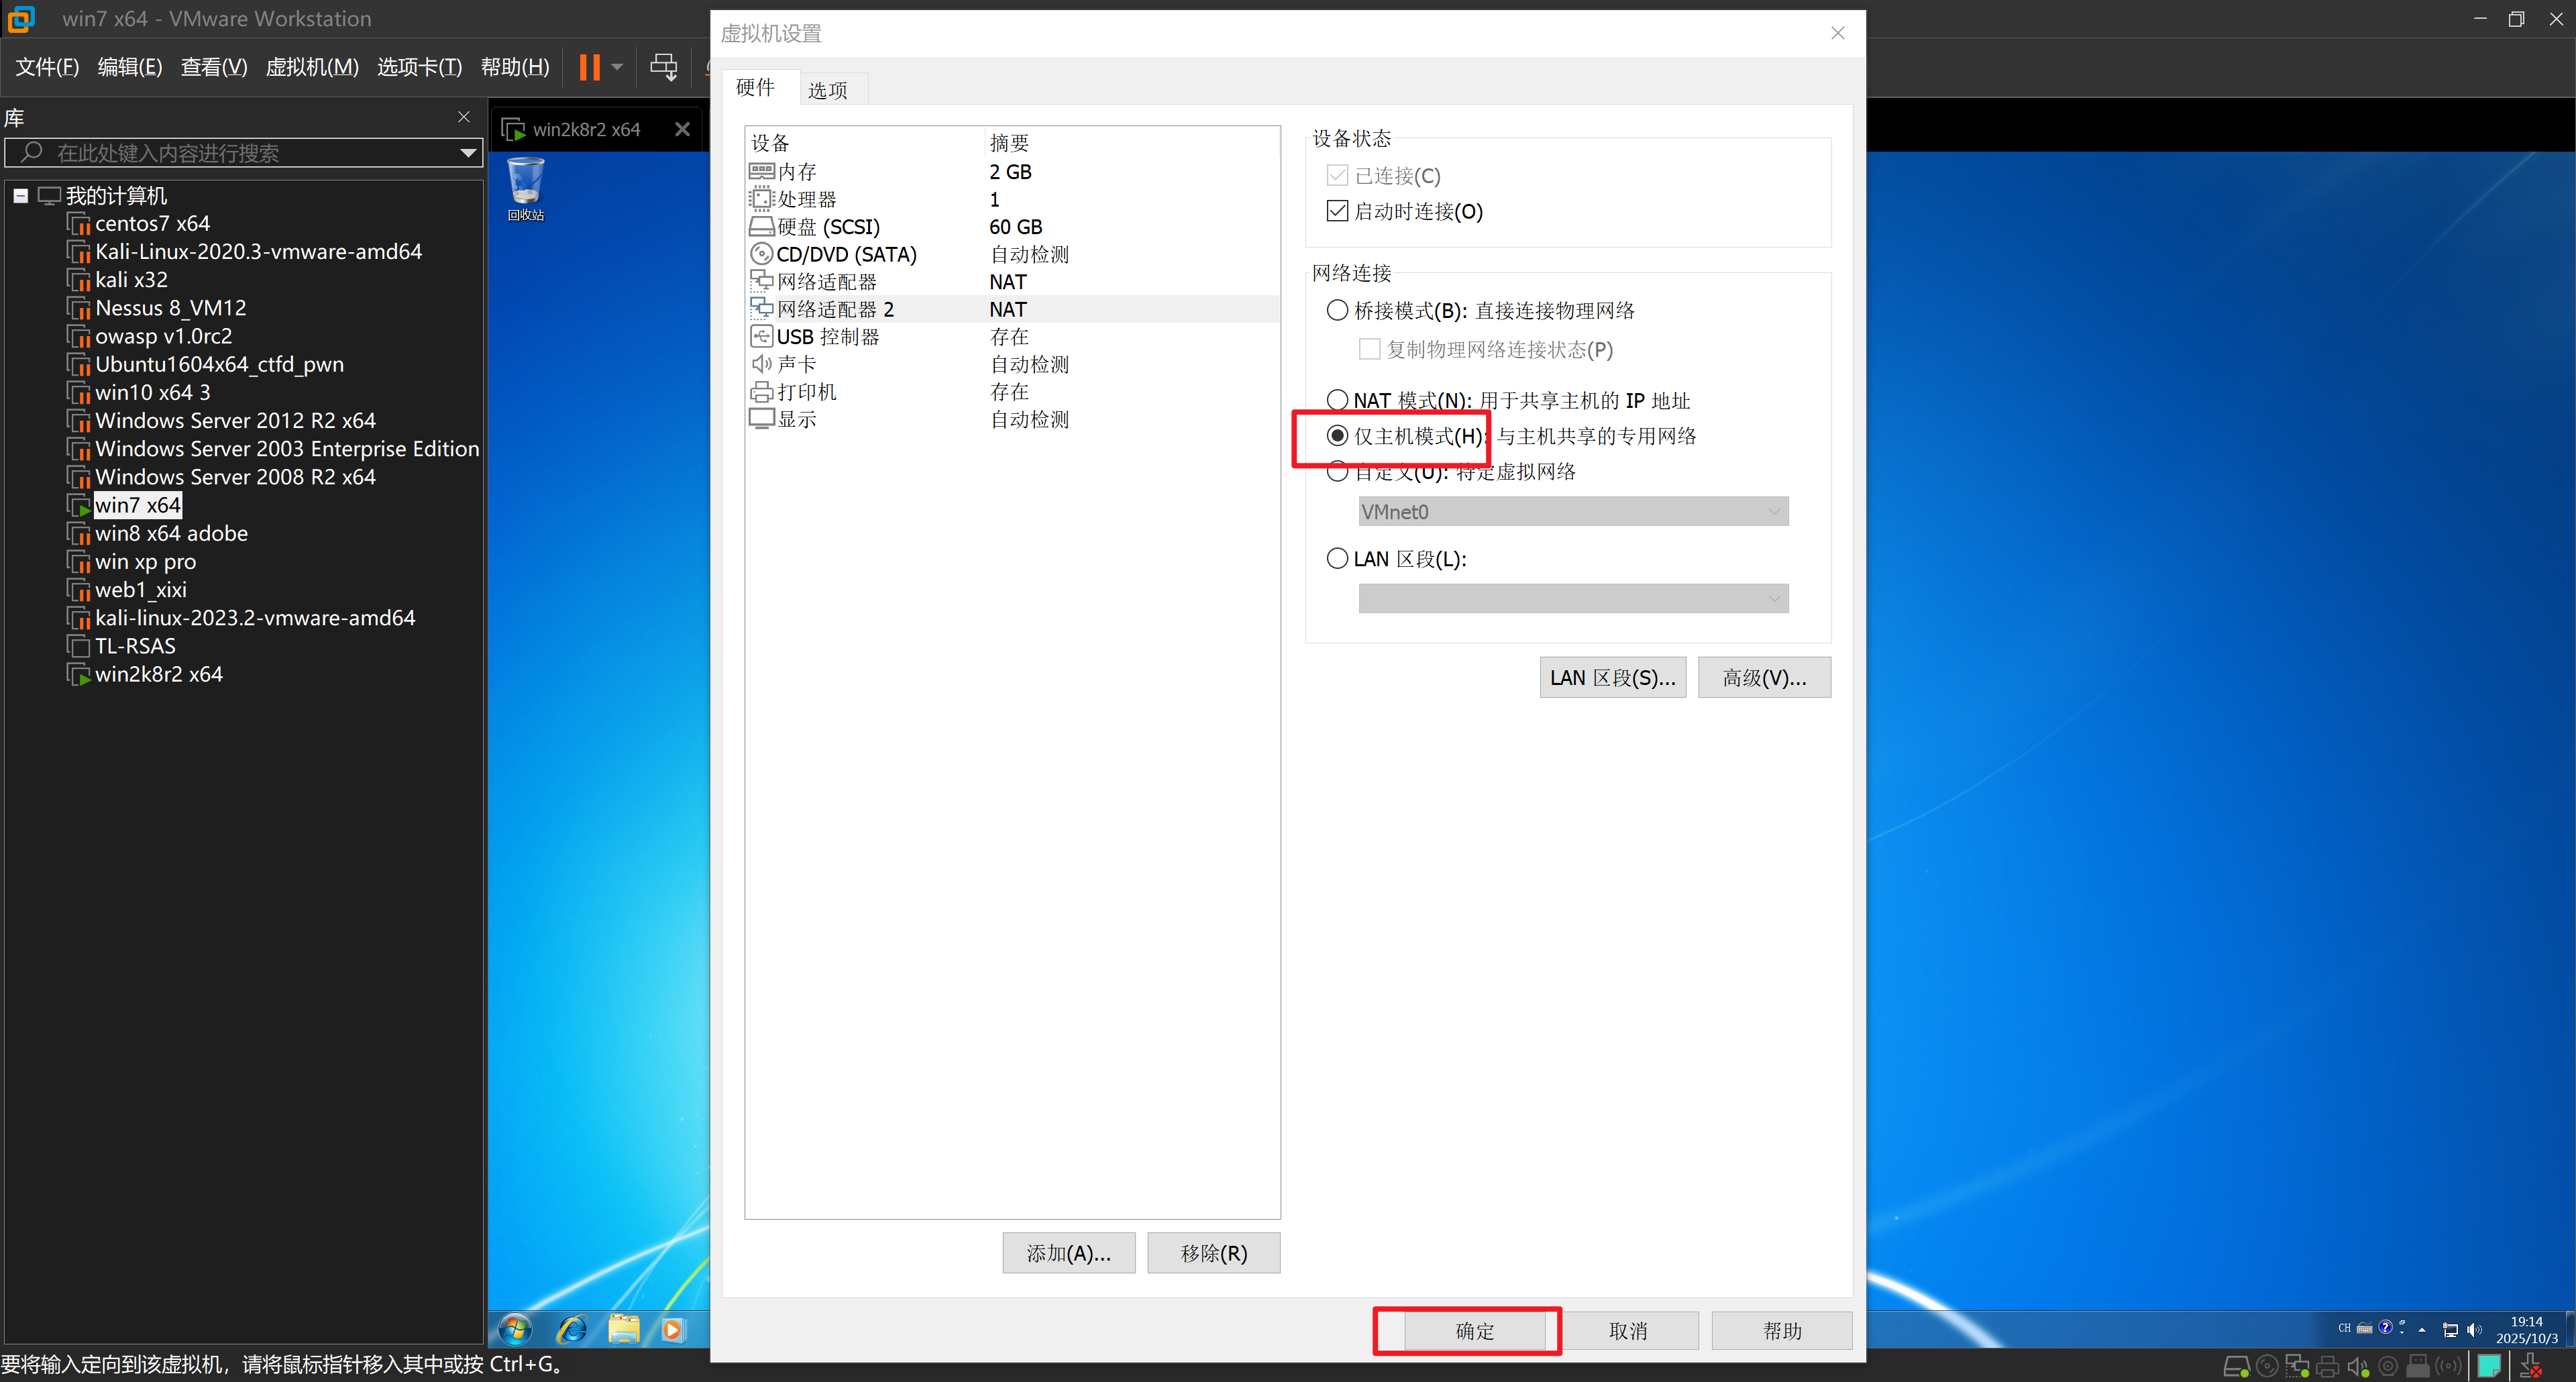 win7 x64 - VMware Workstation
文件(F) 编辑(E) 查看(V) 虚拟机(M) 选项卡(T) 帮助(H)
库
在此处键入内容进行搜索
我的计算机
centos7 x64
Kali-Linux-2020.3-vmware-amd64
kali x32
Nessus 8_VM12
owasp v1.0rc2
Ubuntu1604x64_ctfd_pwn
win10 x64 3
Windows Server 2012 R2 x64
Windows Server 2003 Enterprise Edition
Windows Server 2008 R2 x64
win7 x64
win8 x64 adobe
win xp pro
web1_xixi
kali-linux-2023.2-vmware-amd64
TL-RSAS
win2k8r2 x64
win2k8r2 x64
回收站
虚拟机设置
硬件 选项
设备 摘要
内存 2 GB
处理器 1
硬盘 (SCSI) 60 GB
CD/DVD (SATA) 自动检测
网络适配器 NAT
网络适配器 2 NAT
USB 控制器 存在
声卡 自动检测
打印机 存在
显示 自动检测
添加(A)... 移除(R)
设备状态
已连接(C)
启动时连接(O)
网络连接
桥接模式(B): 直接连接物理网络
复制物理网络连接状态(P)
NAT 模式(N): 用于共享主机的 IP 地址
仅主机模式(H): 与主机共享的专用网络
自定义(U): 特定虚拟网络
VMnet0
LAN 区段(L):
LAN 区段(S)... 高级(V)...
确定 取消 帮助
CH
19:14
2025/10/3
要将输入定向到该虚拟机，请将鼠标指针移入其中或按 Ctrl+G。